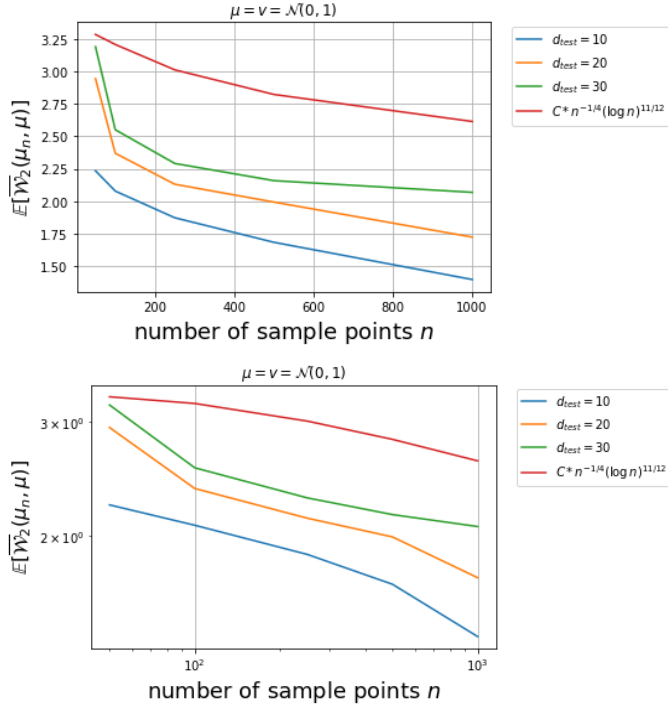 μ = ν = 𝒩(0, 1)
3.25
3.00
2.75
2.50
2.25
2.00
1.75
1.50
200 400 600 800 1000
𝔼[𝒲̅₂(μₙ, μ)]
number of sample points n
d_test = 10
d_test = 20
d_test = 30
C * n^{-1/4}(log n)^{11/12}
μ = ν = 𝒩(0, 1)
3 × 10⁰
2 × 10⁰
10² 10³
𝔼[𝒲̅₂(μₙ, μ)]
number of sample points n
d_test = 10
d_test = 20
d_test = 30
C * n^{-1/4}(log n)^{11/12}